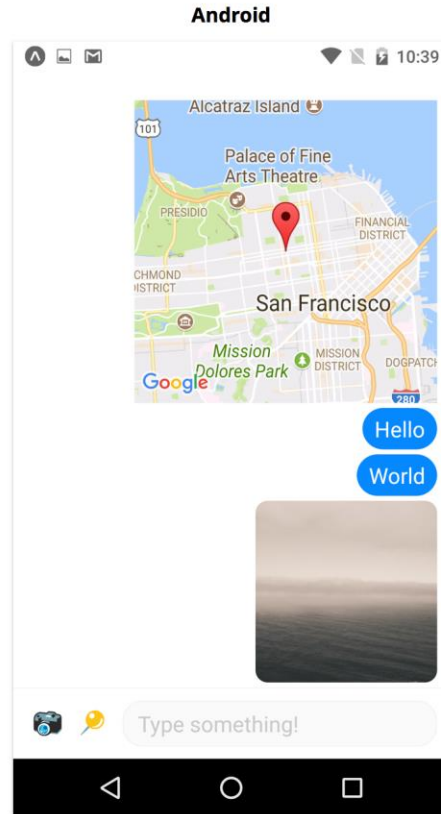 Android
10:39
Alcatraz Island
101
Palace of Fine
Arts Theatre
PRESIDIO
FINANCIAL
DISTRICT
CHMOND
ISTRICT
San Francisco
Mission
Dolores Park
MISSION
DISTRICT
DOGPATCH
Google
280
Hello
World
Type something!